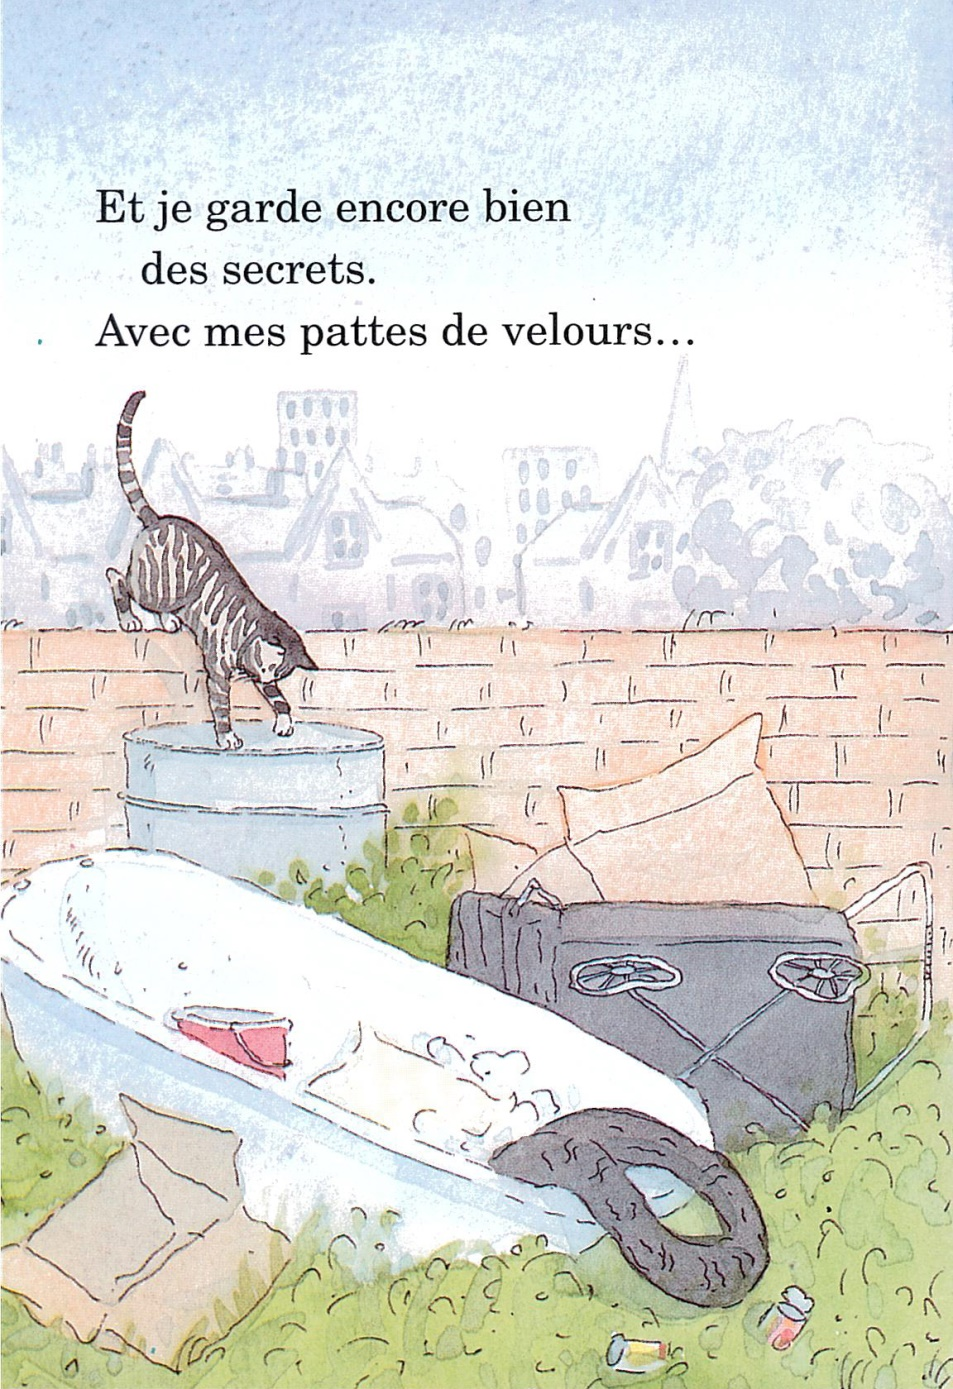 Et je garde encore bien
des secrets.
Avec mes pattes de velours...